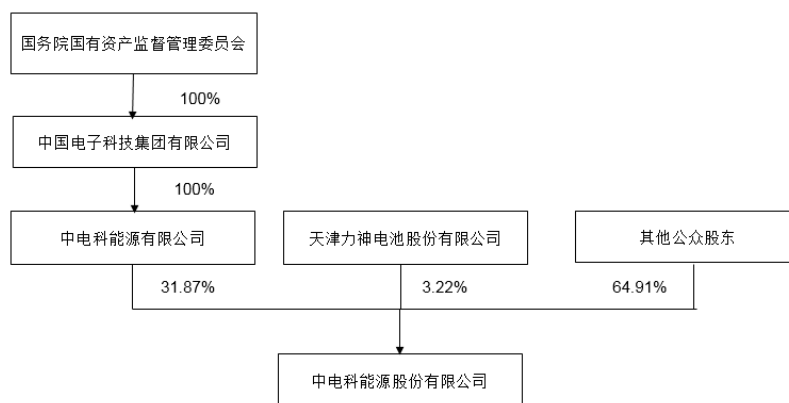 国务院国有资产监督管理委员会
100%
中国电子科技集团有限公司
100%
中电科能源有限公司
天津力神电池股份有限公司
其他公众股东
31.87%
3.22%
64.91%
中电科能源股份有限公司